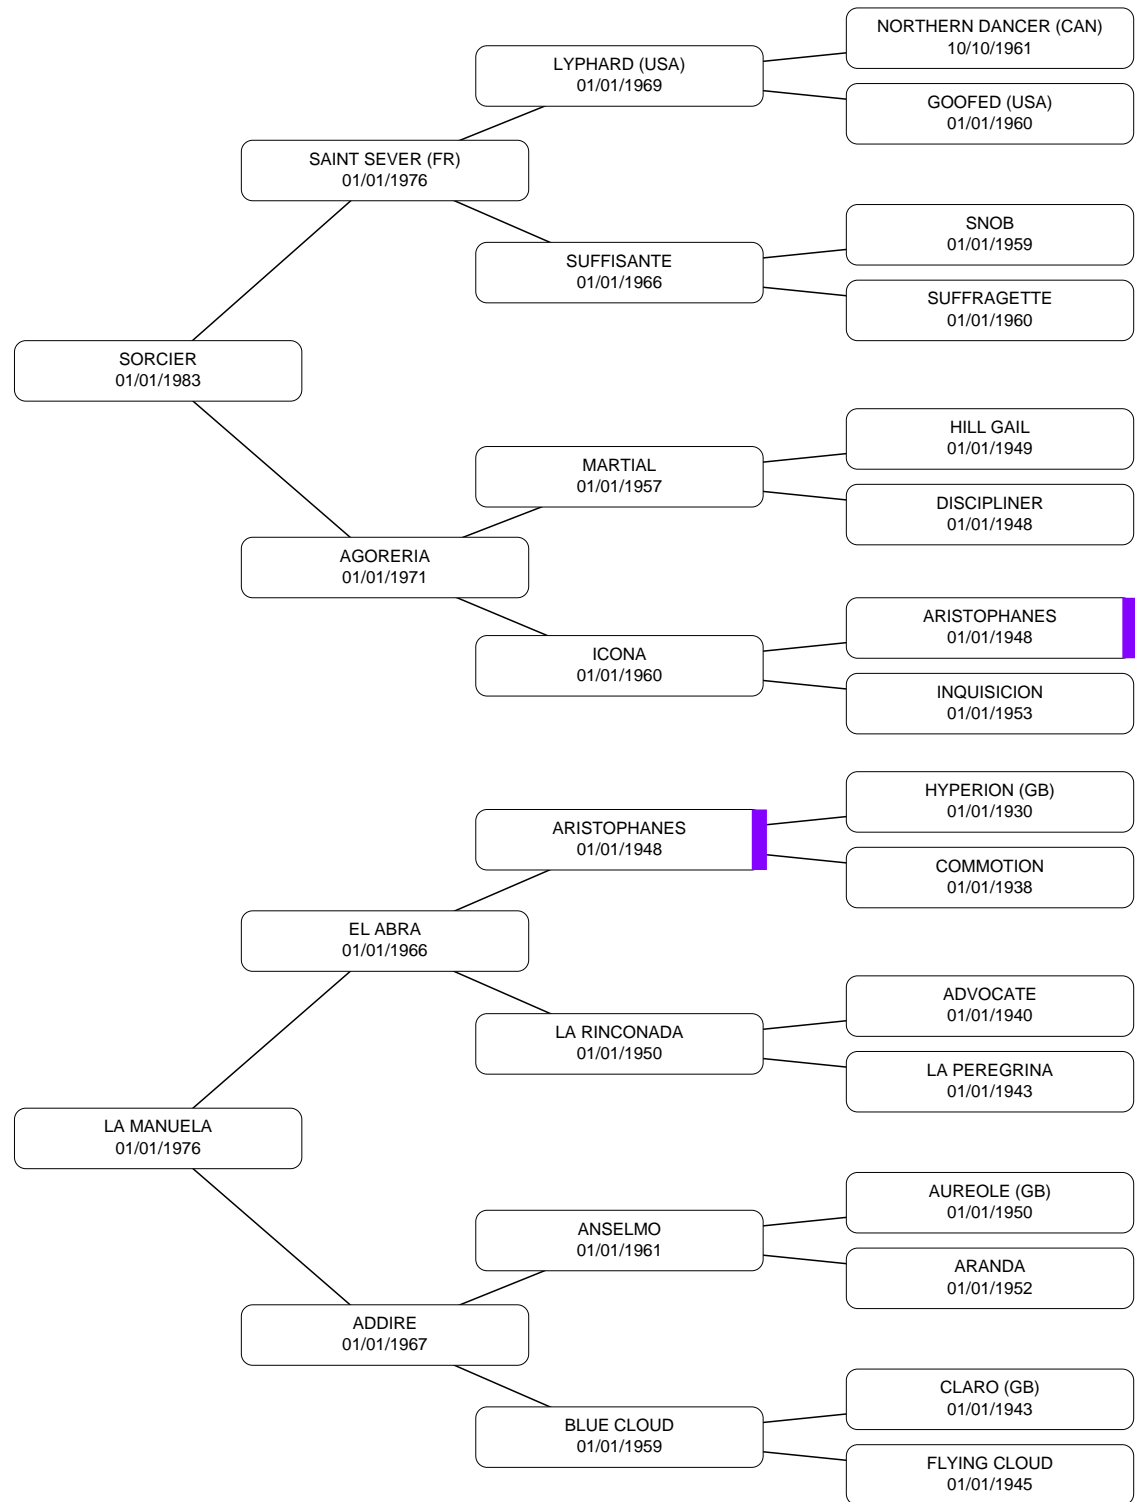 NORTHERN DANCER (CAN)
10/10/1961
LYPHARD (USA)
01/01/1969
GOOFED (USA)
01/01/1960
SAINT SEVER (FR)
01/01/1976
SNOB
01/01/1959
SUFFISANTE
01/01/1966
SUFFRAGETTE
01/01/1960
SORCIER
01/01/1983
HILL GAIL
01/01/1949
MARTIAL
01/01/1957
DISCIPLINER
01/01/1948
AGORERIA
01/01/1971
ARISTOPHANES
01/01/1948
ICONA
01/01/1960
INQUISICION
01/01/1953
HYPERION (GB)
01/01/1930
ARISTOPHANES
01/01/1948
COMMOTION
01/01/1938
EL ABRA
01/01/1966
ADVOCATE
01/01/1940
LA RINCONADA
01/01/1950
LA PEREGRINA
01/01/1943
LA MANUELA
01/01/1976
AUREOLE (GB)
01/01/1950
ANSELMO
01/01/1961
ARANDA
01/01/1952
ADDIRE
01/01/1967
CLARO (GB)
01/01/1943
BLUE CLOUD
01/01/1959
FLYING CLOUD
01/01/1945